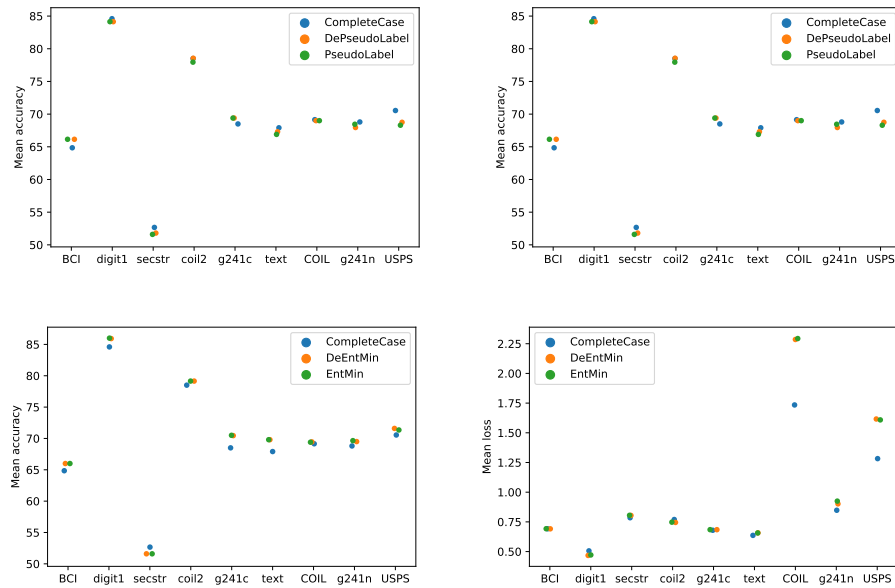 85
80
75
70
65
60
55
50
Mean accuracy
CompleteCase
DePseudoLabel
PseudoLabel
BCI digit1 secstr coil2 g241c text COIL g241n USPS
85
80
75
70
65
60
55
50
Mean accuracy
CompleteCase
DePseudoLabel
PseudoLabel
BCI digit1 secstr coil2 g241c text COIL g241n USPS
85
80
75
70
65
60
55
50
Mean accuracy
CompleteCase
DeEntMin
EntMin
BCI digit1 secstr coil2 g241c text COIL g241n USPS
2.25
2.00
1.75
1.50
1.25
1.00
0.75
0.50
Mean loss
CompleteCase
DeEntMin
EntMin
BCI digit1 secstr coil2 g241c text COIL g241n USPS